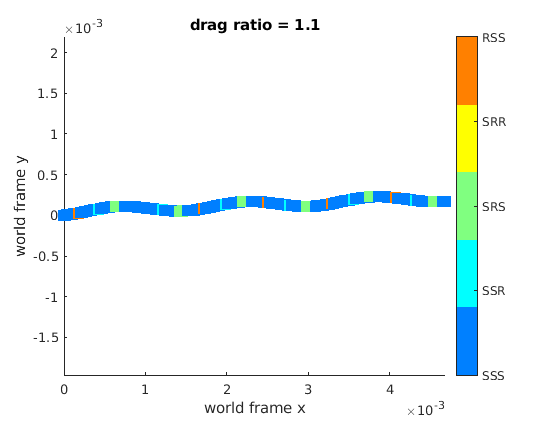 drag ratio = 1.1
×10⁻³
2
1.5
1
0.5
0
-0.5
-1
-1.5
world frame y
0
1
2
3
4
×10⁻³
world frame x
RSS
SRR
SRS
SSR
SSS